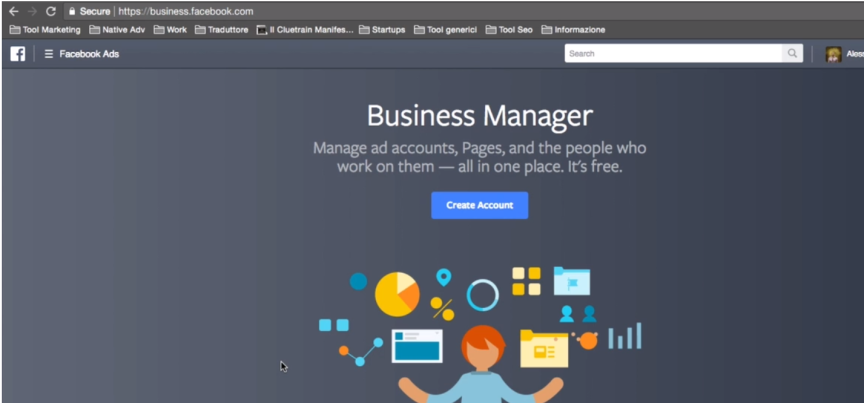 Secure | https://business.facebook.com
Tool Marketing Native Adv Work Traduttore Il Cluetrain Manifes... Startups Tool generici Tool Seo Informazione
f Facebook Ads Search Aless
Business Manager
Manage ad accounts, Pages, and the people who
work on them — all in one place. It's free.
Create Account
%